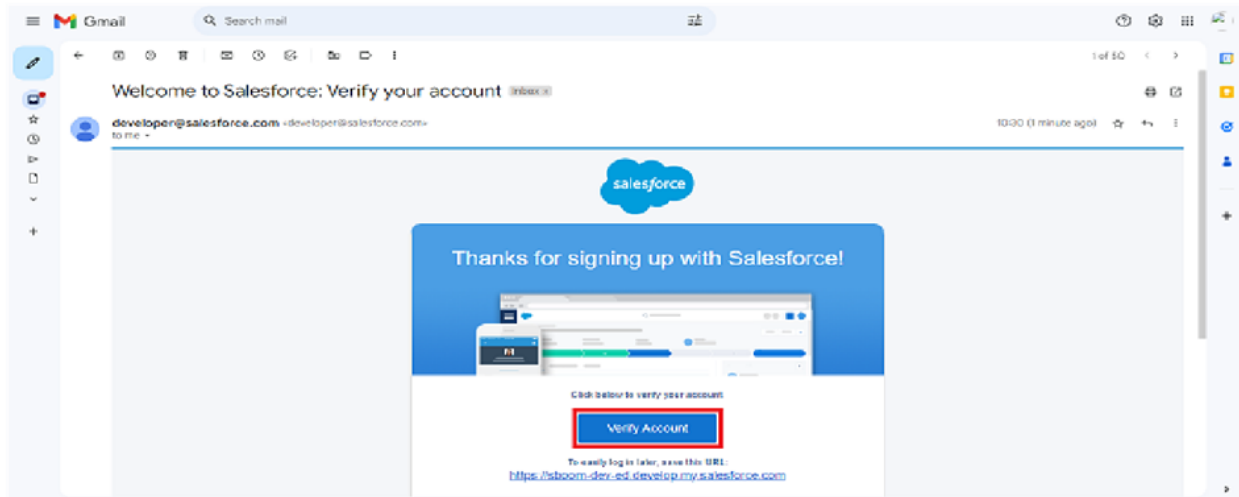 Gmail
Search mail
1 of 50
Welcome to Salesforce: Verify your account Inbox x
developer@salesforce.com <developer@salesforce.com>
10:30 (1 minute ago)
to me
salesforce
Thanks for signing up with Salesforce!
Click below to verify your account
Verify Account
To easily log in later, save this URL:
https://sboom-dev-ed.develop.my.salesforce.com